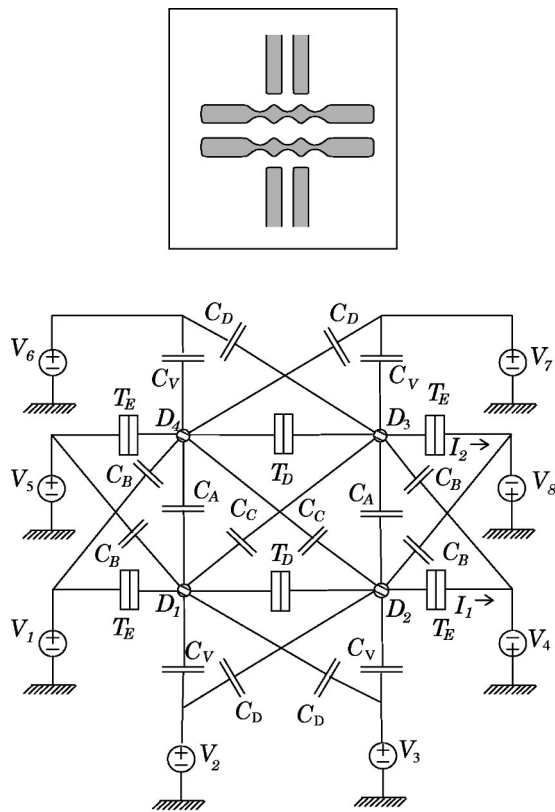 C_D C_D
V_6 V_7
C_V C_V
T_E T_E
D_4 D_3
I_2 →
T_D
C_B C_B
V_5 V_8
C_A C_C C_C C_A
C_B T_D C_B
D_1 D_2
T_E T_E
I_1 →
V_1 V_4
C_V C_V
C_D C_D
V_2 V_3